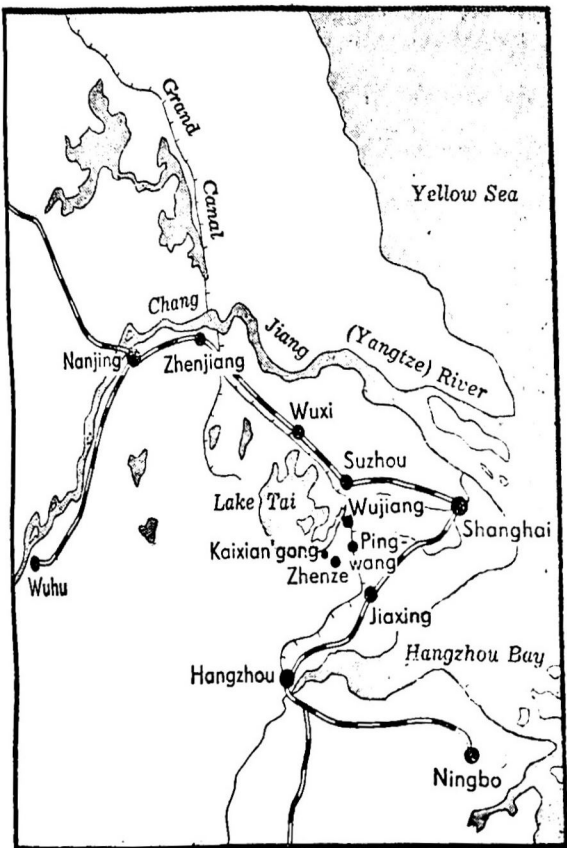 Grand
Canal
Yellow Sea
Chang
Jiang
(Yangtze) River
Nanjing
Zhenjiang
Wuxi
Suzhou
Lake Tai
Wujiang
Shanghai
Kaixian'gong
Ping-
wang
Zhenze
Wuhu
Jiaxing
Hangzhou Bay
Hangzhou
Ningbo